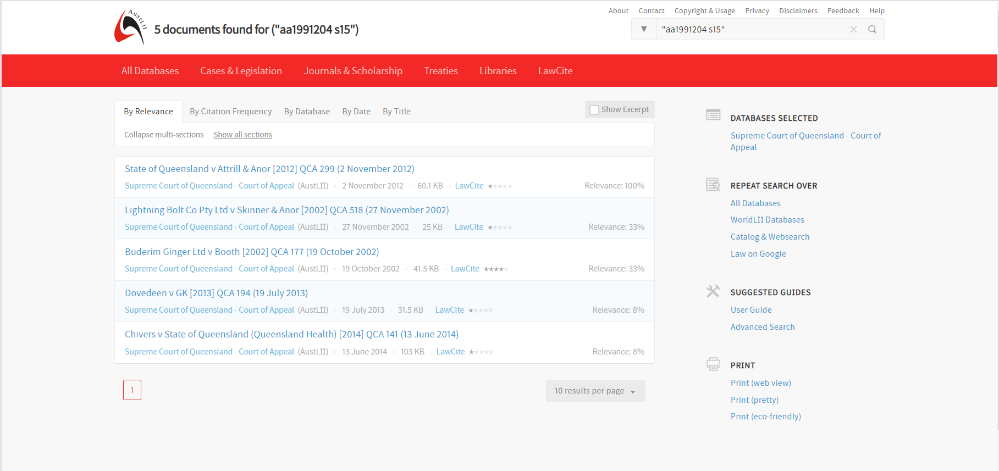 About Contact Copyright & Usage Privacy Disclaimers Feedback Help
AustLII
5 documents found for ("aa1991204 s15")
▼ "aa1991204 s15"
All Databases Cases & Legislation Journals & Scholarship Treaties Libraries LawCite
By Relevance By Citation Frequency By Database By Date By Title Show Excerpt
Collapse multi-sections Show all sections
State of Queensland v Attrill & Anor [2012] QCA 299 (2 November 2012)
Supreme Court of Queensland - Court of Appeal (AustLII) • 2 November 2012 • 60.1 KB • LawCite ★★★★★ Relevance: 100%
Lightning Bolt Co Pty Ltd v Skinner & Anor [2002] QCA 518 (27 November 2002)
Supreme Court of Queensland - Court of Appeal (AustLII) • 27 November 2002 • 25 KB • LawCite ★★★★★ Relevance: 33%
Buderim Ginger Ltd v Booth [2002] QCA 177 (19 October 2002)
Supreme Court of Queensland - Court of Appeal (AustLII) • 19 October 2002 • 41.5 KB • LawCite ★★★★★ Relevance: 33%
Dovedeen v GK [2013] QCA 194 (19 July 2013)
Supreme Court of Queensland - Court of Appeal (AustLII) • 19 July 2013 • 31.5 KB • LawCite ★★★★★ Relevance: 8%
Chivers v State of Queensland (Queensland Health) [2014] QCA 141 (13 June 2014)
Supreme Court of Queensland - Court of Appeal (AustLII) • 13 June 2014 • 103 KB • LawCite ★★★★★ Relevance: 8%
1
10 results per page
DATABASES SELECTED
Supreme Court of Queensland - Court of
Appeal
REPEAT SEARCH OVER
All Databases
WorldLII Databases
Catalog & Websearch
Law on Google
SUGGESTED GUIDES
User Guide
Advanced Search
PRINT
Print (web view)
Print (pretty)
Print (eco-friendly)